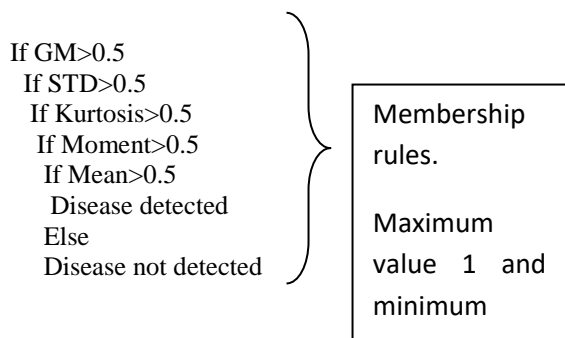 If GM>0.5
If STD>0.5
If Kurtosis>0.5
If Moment>0.5
If Mean>0.5
Disease detected
Else
Disease not detected
Membership
rules.
Maximum
value 1 and
minimum